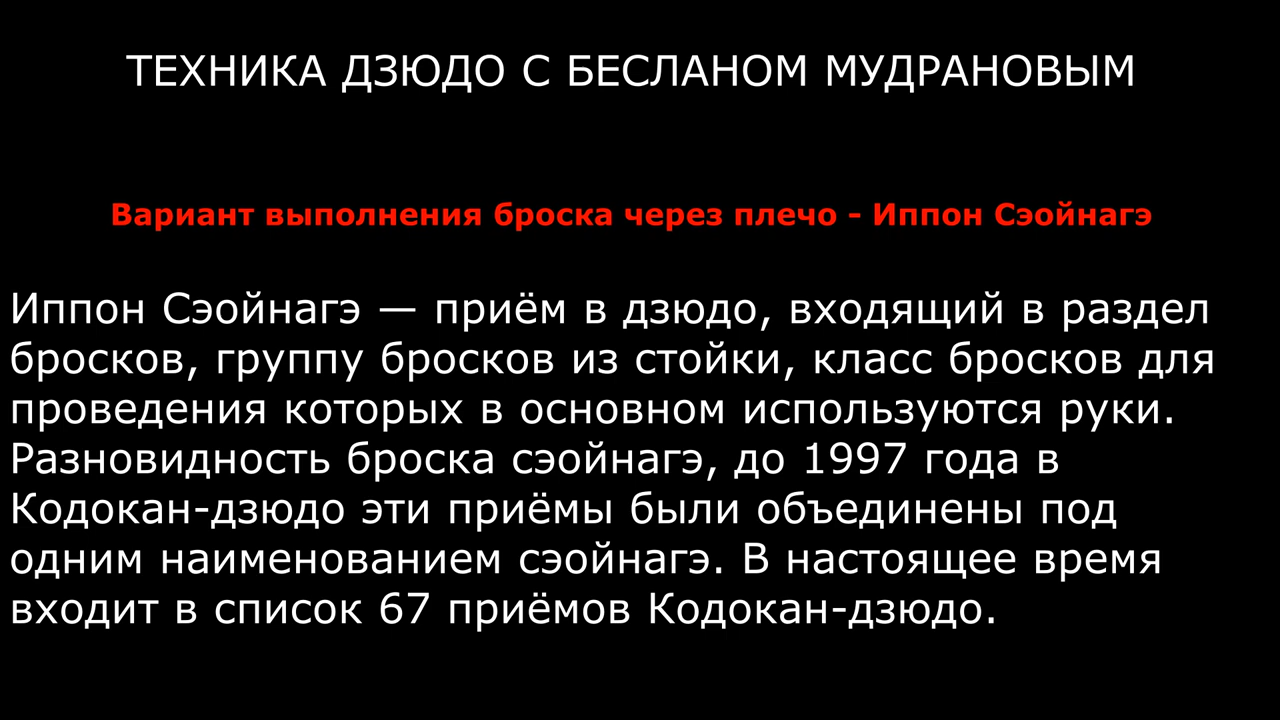 ТЕХНИКА ДЗЮДО С БЕСЛАНОМ МУДРАНОВЫМ
Вариант выполнения броска через плечо - Иппон Сэойнагэ
Иппон Сэойнагэ — приём в дзюдо, входящий в раздел
бросков, группу бросков из стойки, класс бросков для
проведения которых в основном используются руки.
Разновидность броска сэойнагэ, до 1997 года в
Кодокан-дзюдо эти приёмы были объединены под
одним наименованием сэойнагэ. В настоящее время
входит в список 67 приёмов Кодокан-дзюдо.